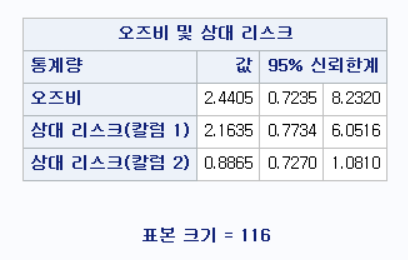 오즈비 및 상대 리스크
통계량 값 95% 신뢰한계
오즈비 2.4405 0.7235 8.2320
상대 리스크(칼럼 1) 2.1635 0.7734 6.0516
상대 리스크(칼럼 2) 0.8865 0.7270 1.0810
표본 크기 = 116